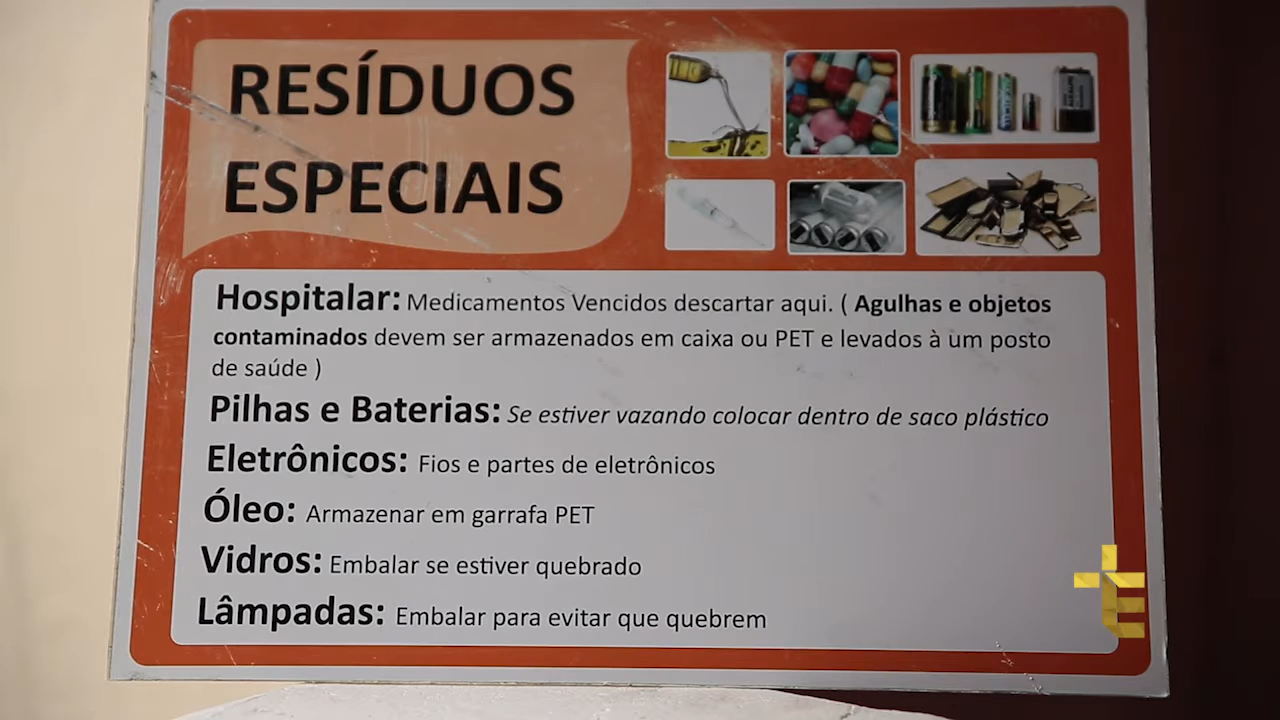 RESÍDUOS
ESPECIAIS
Hospitalar: Medicamentos Vencidos descartar aqui. ( Agulhas e objetos
contaminados devem ser armazenados em caixa ou PET e levados à um posto
de saúde )
Pilhas e Baterias: Se estiver vazando colocar dentro de saco plástico
Eletrônicos: Fios e partes de eletrônicos
Óleo: Armazenar em garrafa PET
Vidros: Embalar se estiver quebrado
Lâmpadas: Embalar para evitar que quebrem